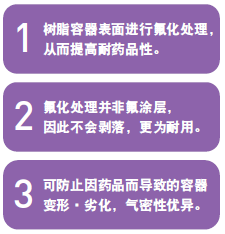 1
树脂容器表面进行氟化处理，
从而提高耐药品性。
2
氟化处理并非氟涂层，
因此不会剥落，更为耐用。
3
可防止因药品而导致的容器
变形・劣化，气密性优异。